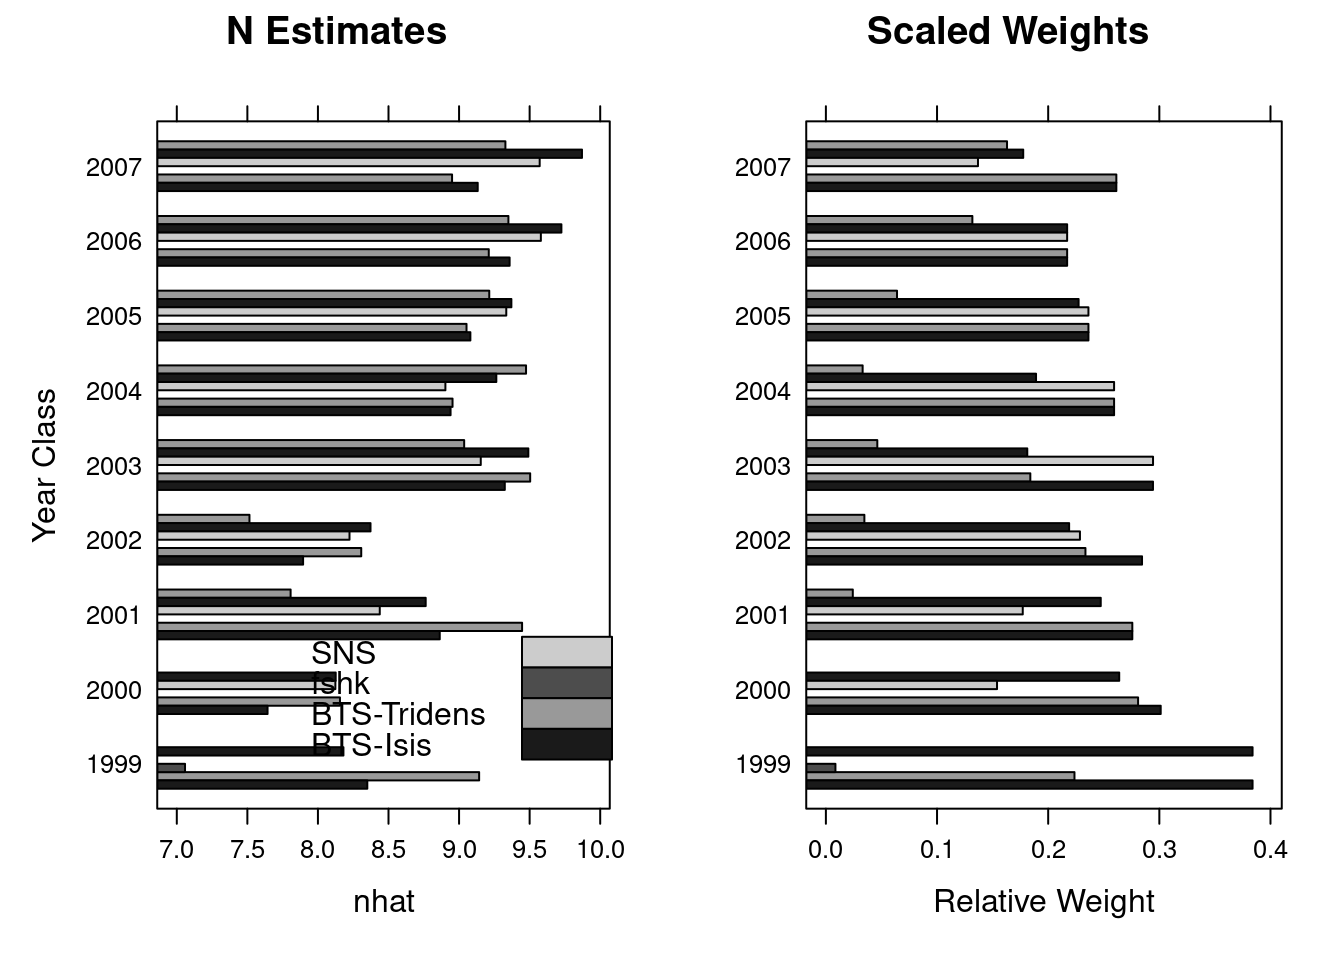 N Estimates
Year Class
2007
2006
2005
2004
2003
2002
2001
2000
1999
SNS
fshk
BTS-Tridens
BTS-Isis
7.0 7.5 8.0 8.5 9.0 9.5 10.0
nhat
Scaled Weights
2007
2006
2005
2004
2003
2002
2001
2000
1999
0.0 0.1 0.2 0.3 0.4
Relative Weight